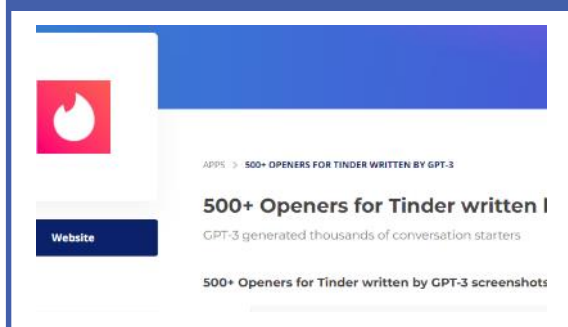 APPS > 500+ OPENERS FOR TINDER WRITTEN BY GPT-3
500+ Openers for Tinder written
Website
GPT-3 generated thousands of conversation starters
500+ Openers for Tinder written by GPT-3 screenshots